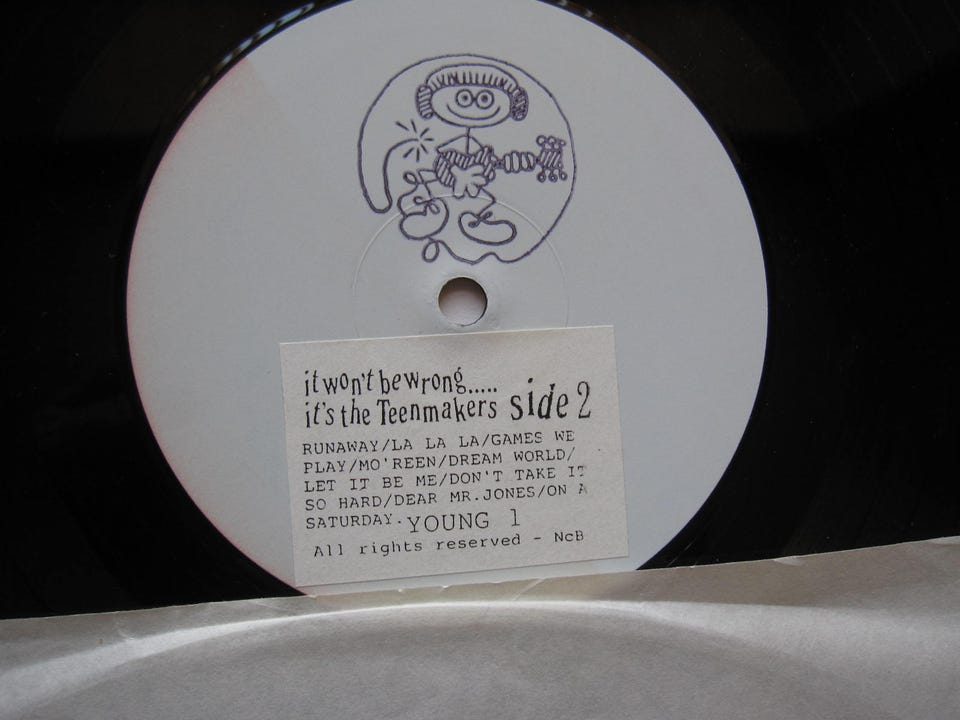 it won't be wrong.....
it's the Teenmakers side 2
RUNAWAY/LA LA LA/GAMES WE
PLAY/MO'REEN/DREAM WORLD/
LET IT BE ME/DON'T TAKE IT
SO HARD/DEAR MR.JONES/ON A
SATURDAY. YOUNG 1
All rights reserved - NcB